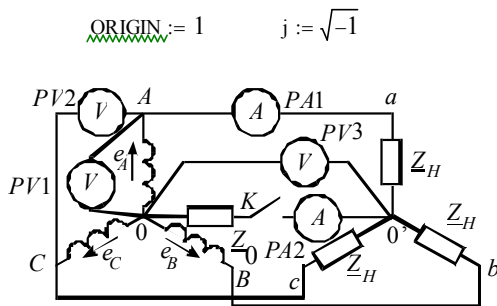 ORIGIN := 1 j := √−1
PV2 A PA1 a
V A PV3
e_A V Z_H
PV1 V
K Z_H
0 Z_0 A 0'
C e_C e_B B PA2 Z_H b
c